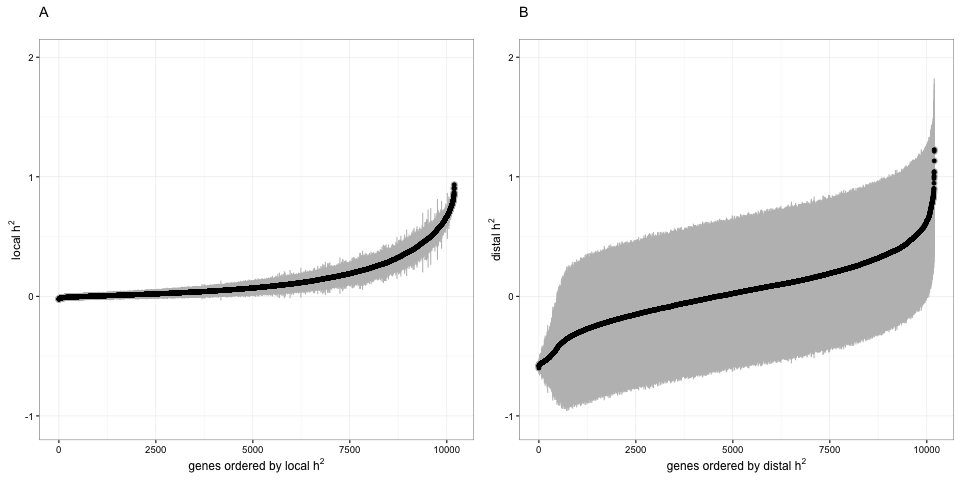 A
2
1
0
-1
local h²
0 2500 5000 7500 10000
genes ordered by local h²
B
2
1
0
-1
distal h²
0 2500 5000 7500 10000
genes ordered by distal h²